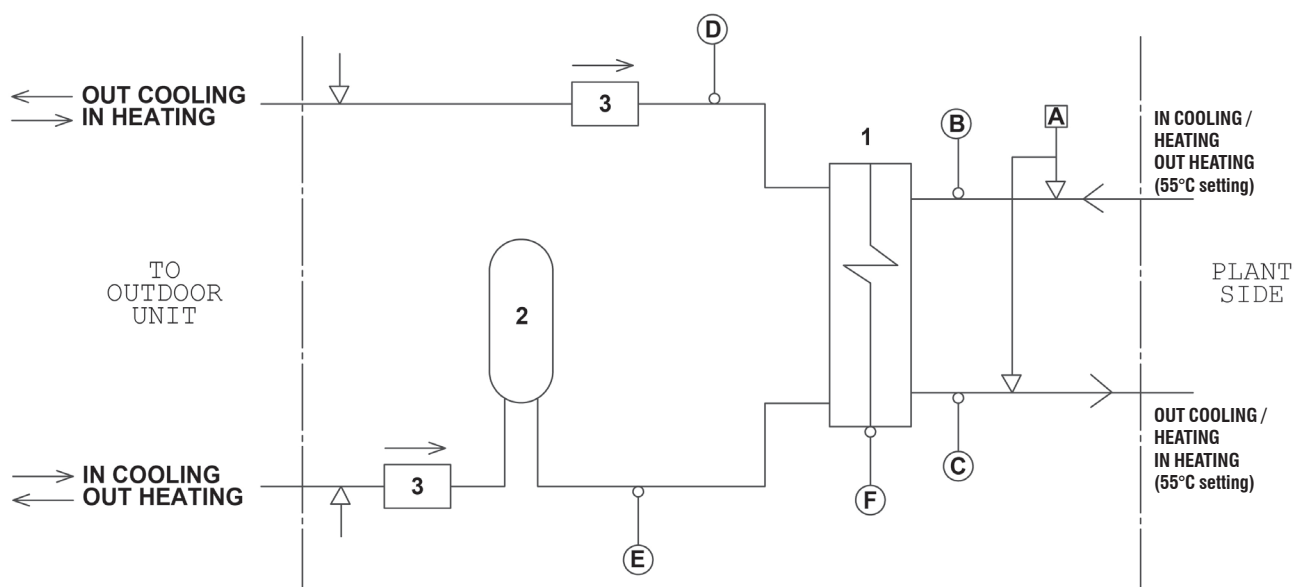 D
OUT COOLING
IN HEATING
3
1
B
A
IN COOLING /
HEATING
OUT HEATING
(55°C setting)
TO
OUTDOOR
UNIT
2
PLANT
SIDE
IN COOLING
OUT HEATING
3
E
F
C
OUT COOLING /
HEATING
IN HEATING
(55°C setting)